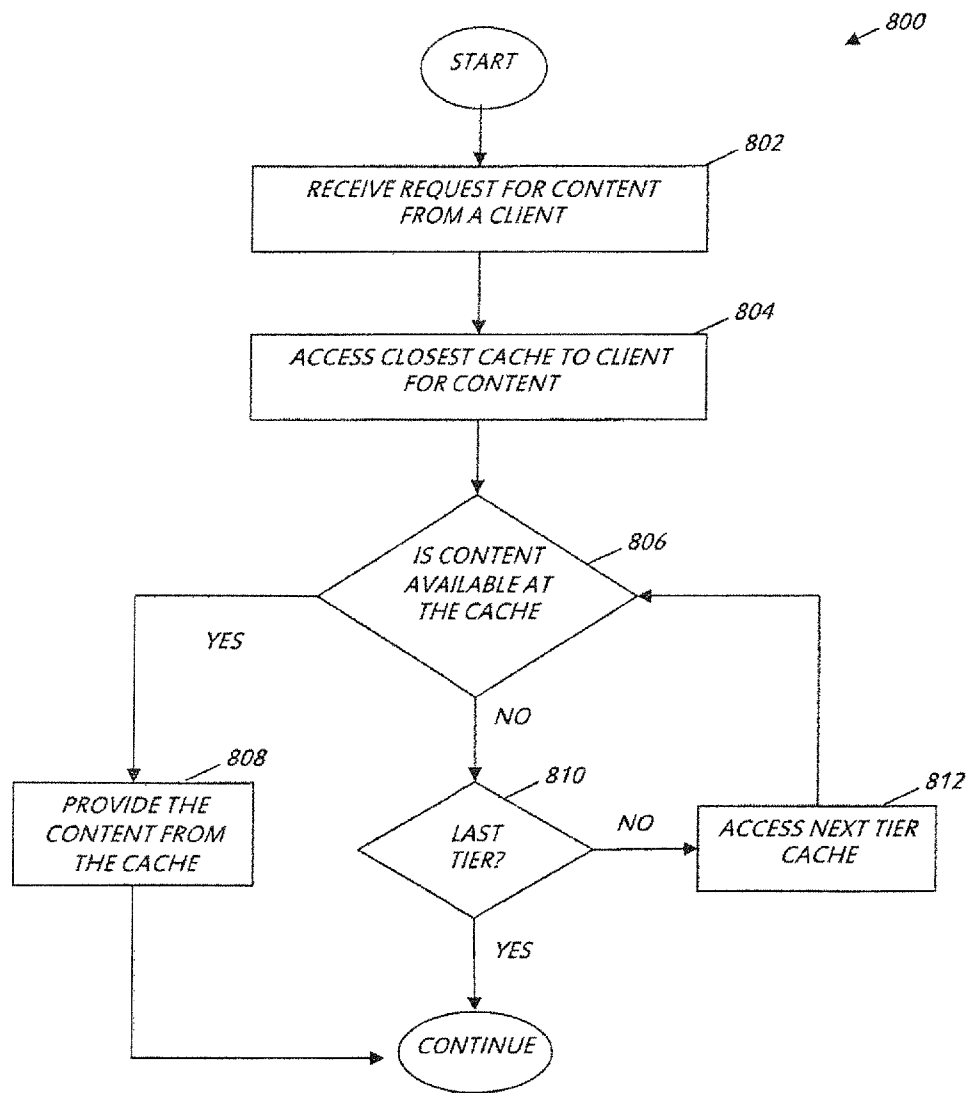 800
START
802
RECEIVE REQUEST FOR CONTENT
FROM A CLIENT
804
ACCESS CLOSEST CACHE TO CLIENT
FOR CONTENT
806
IS CONTENT
AVAILABLE AT
THE CACHE
YES
NO
808
PROVIDE THE
CONTENT FROM
THE CACHE
810
LAST
TIER?
NO
812
ACCESS NEXT TIER
CACHE
YES
CONTINUE